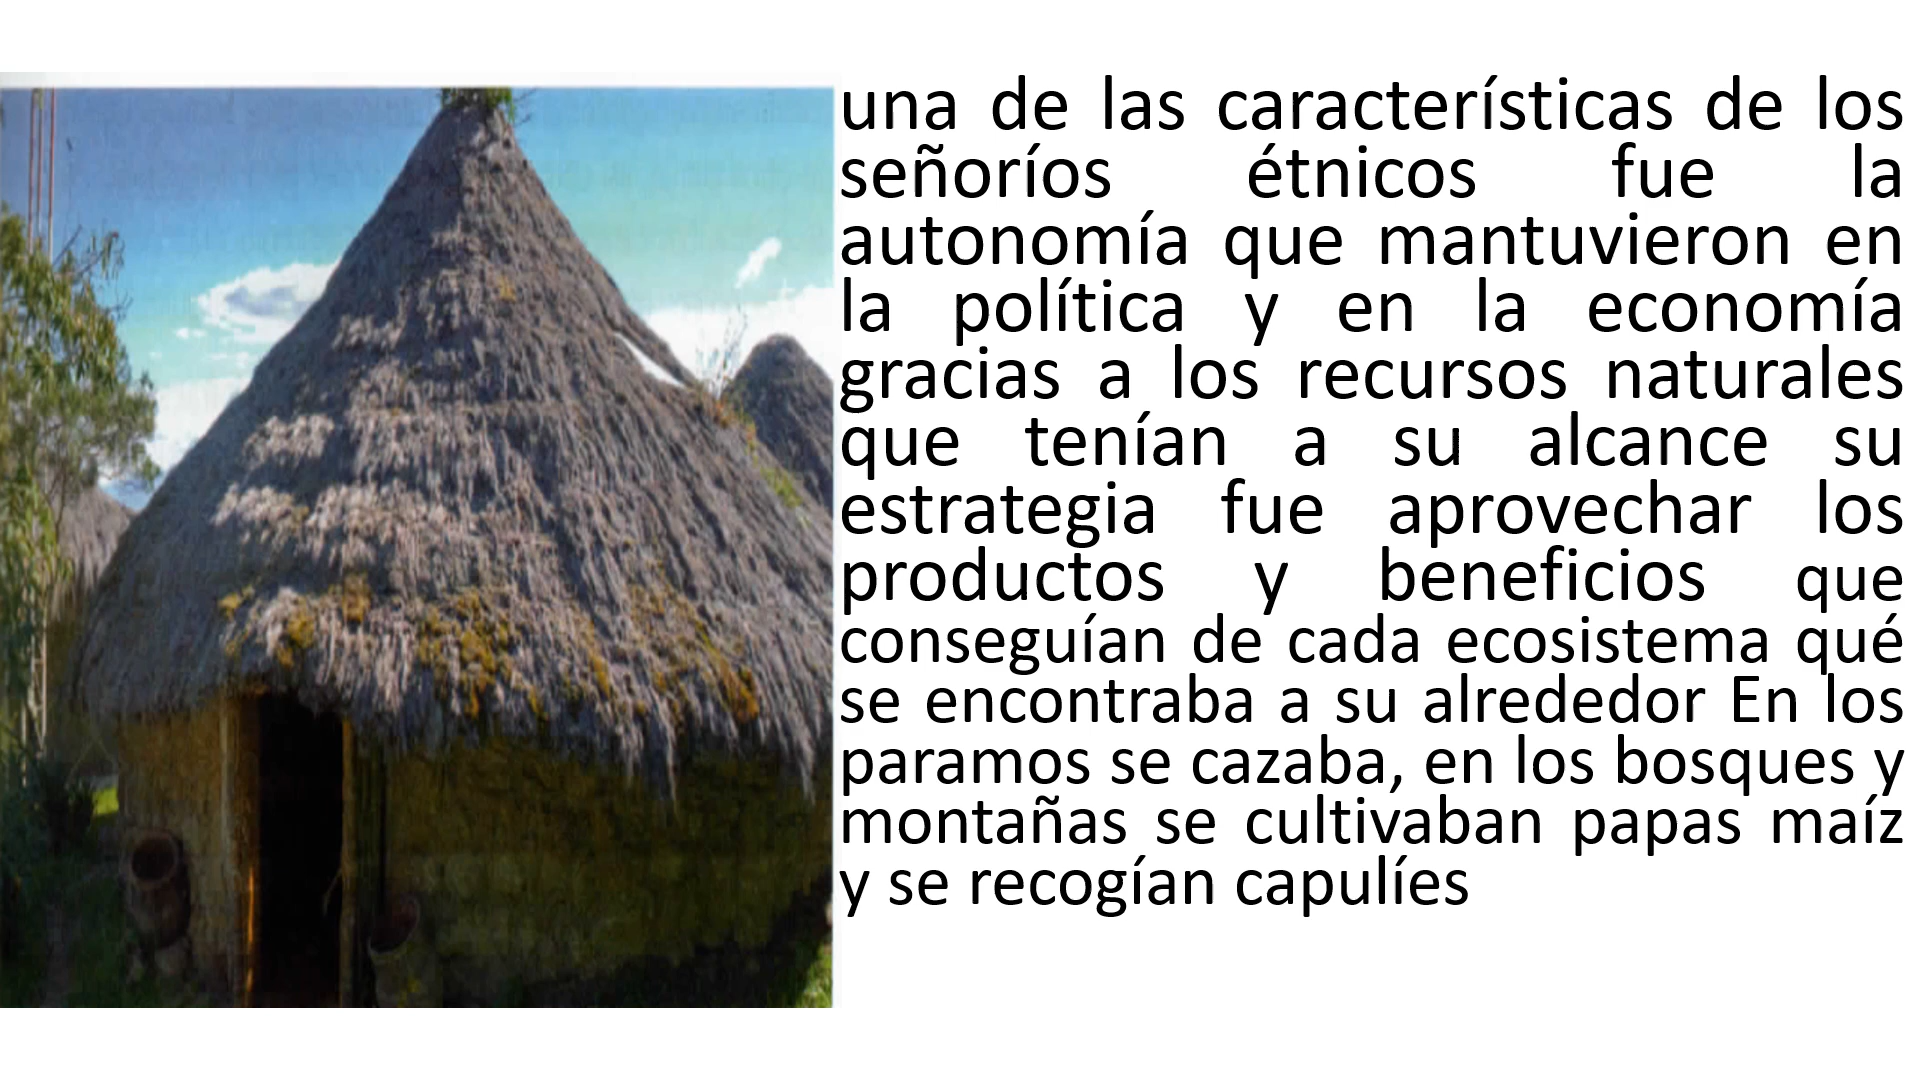 una de las características de los
señoríos étnicos fue la
autonomía que mantuvieron en
la política y en la economía
gracias a los recursos naturales
que tenían a su alcance su
estrategia fue aprovechar los
productos y beneficios que
conseguían de cada ecosistema qué
se encontraba a su alrededor En los
paramos se cazaba, en los bosques y
montañas se cultivaban papas maíz
y se recogían capulíes